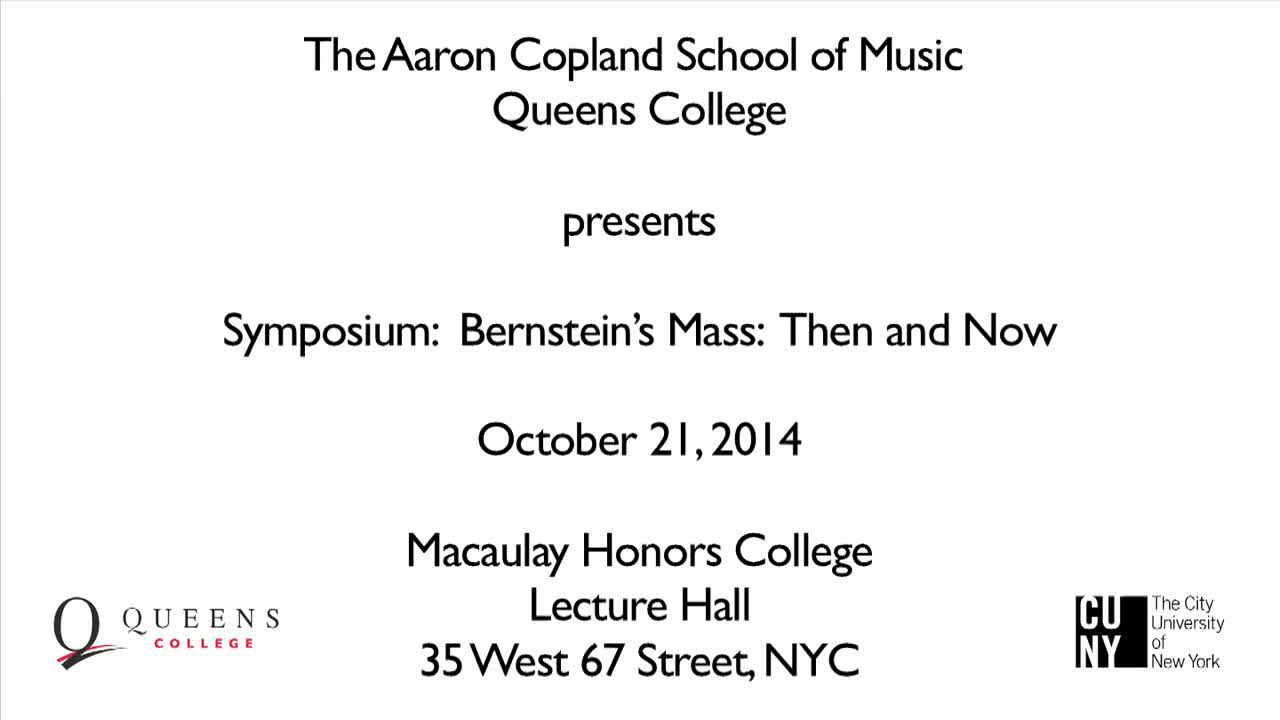 The Aaron Copland School of Music
Queens College
presents
Symposium: Bernstein's Mass: Then and Now
October 21, 2014
Macaulay Honors College
Lecture Hall
35 West 67 Street, NYC
QUEENS
COLLEGE
CU
NY
The City
University
of
New York